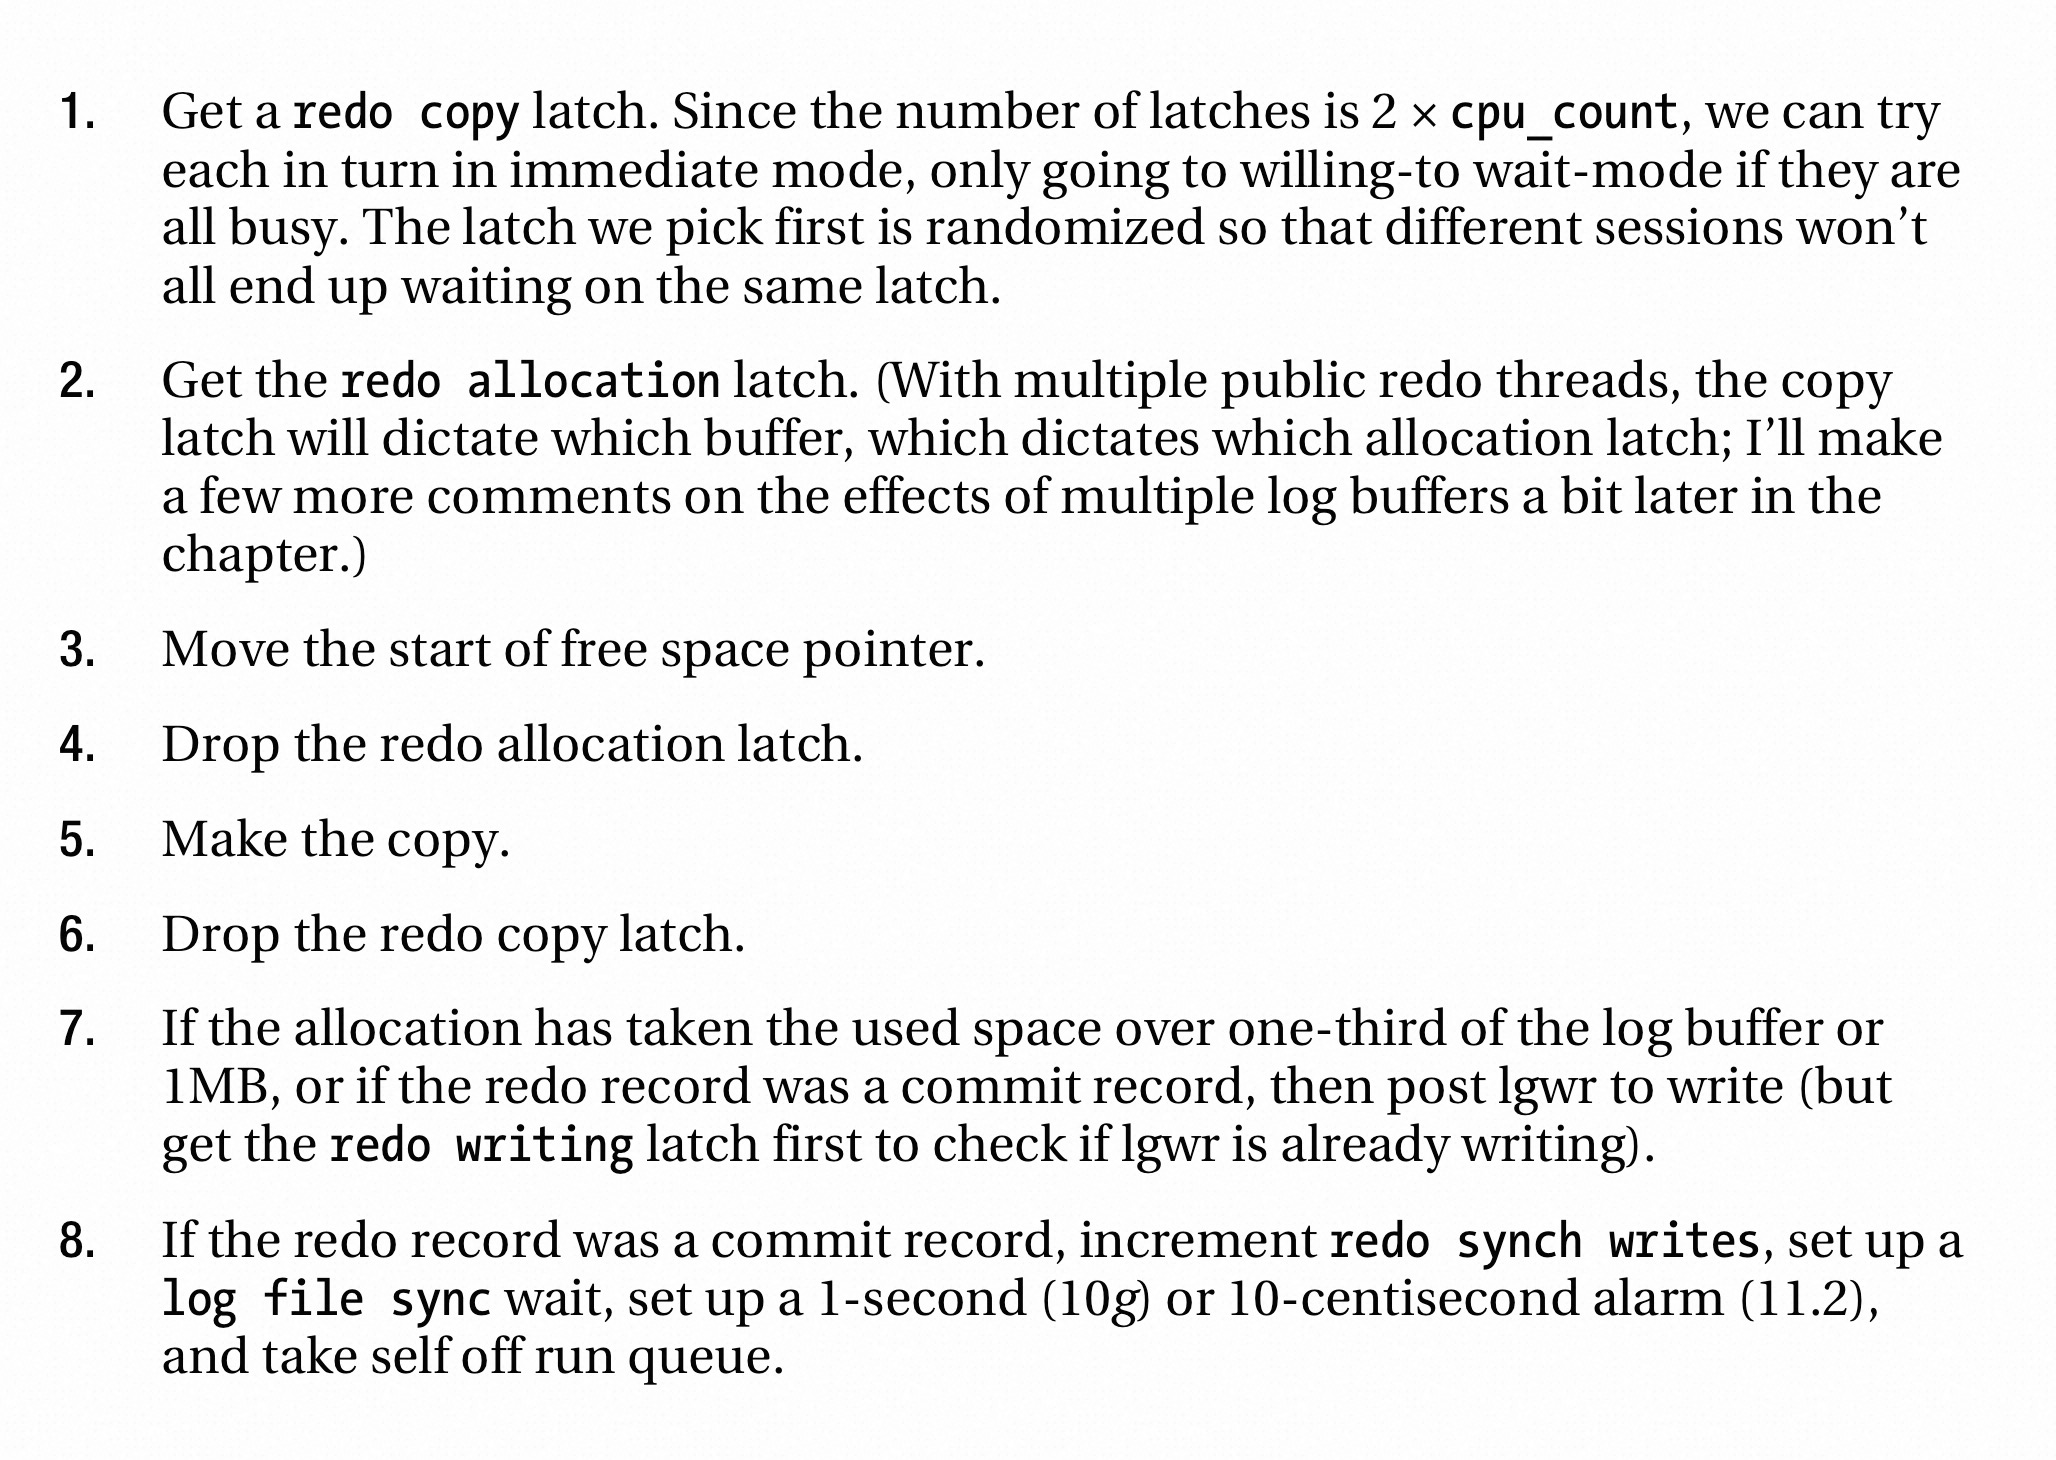 1. Get a redo copy latch. Since the number of latches is 2 × cpu_count, we can try
each in turn in immediate mode, only going to willing-to wait-mode if they are
all busy. The latch we pick first is randomized so that different sessions won’t
all end up waiting on the same latch.
2. Get the redo allocation latch. (With multiple public redo threads, the copy
latch will dictate which buffer, which dictates which allocation latch; I’ll make
a few more comments on the effects of multiple log buffers a bit later in the
chapter.)
3. Move the start of free space pointer.
4. Drop the redo allocation latch.
5. Make the copy.
6. Drop the redo copy latch.
7. If the allocation has taken the used space over one-third of the log buffer or
1MB, or if the redo record was a commit record, then post lgwr to write (but
get the redo writing latch first to check if lgwr is already writing).
8. If the redo record was a commit record, increment redo synch writes, set up a
log file sync wait, set up a 1-second (10g) or 10-centisecond alarm (11.2),
and take self off run queue.